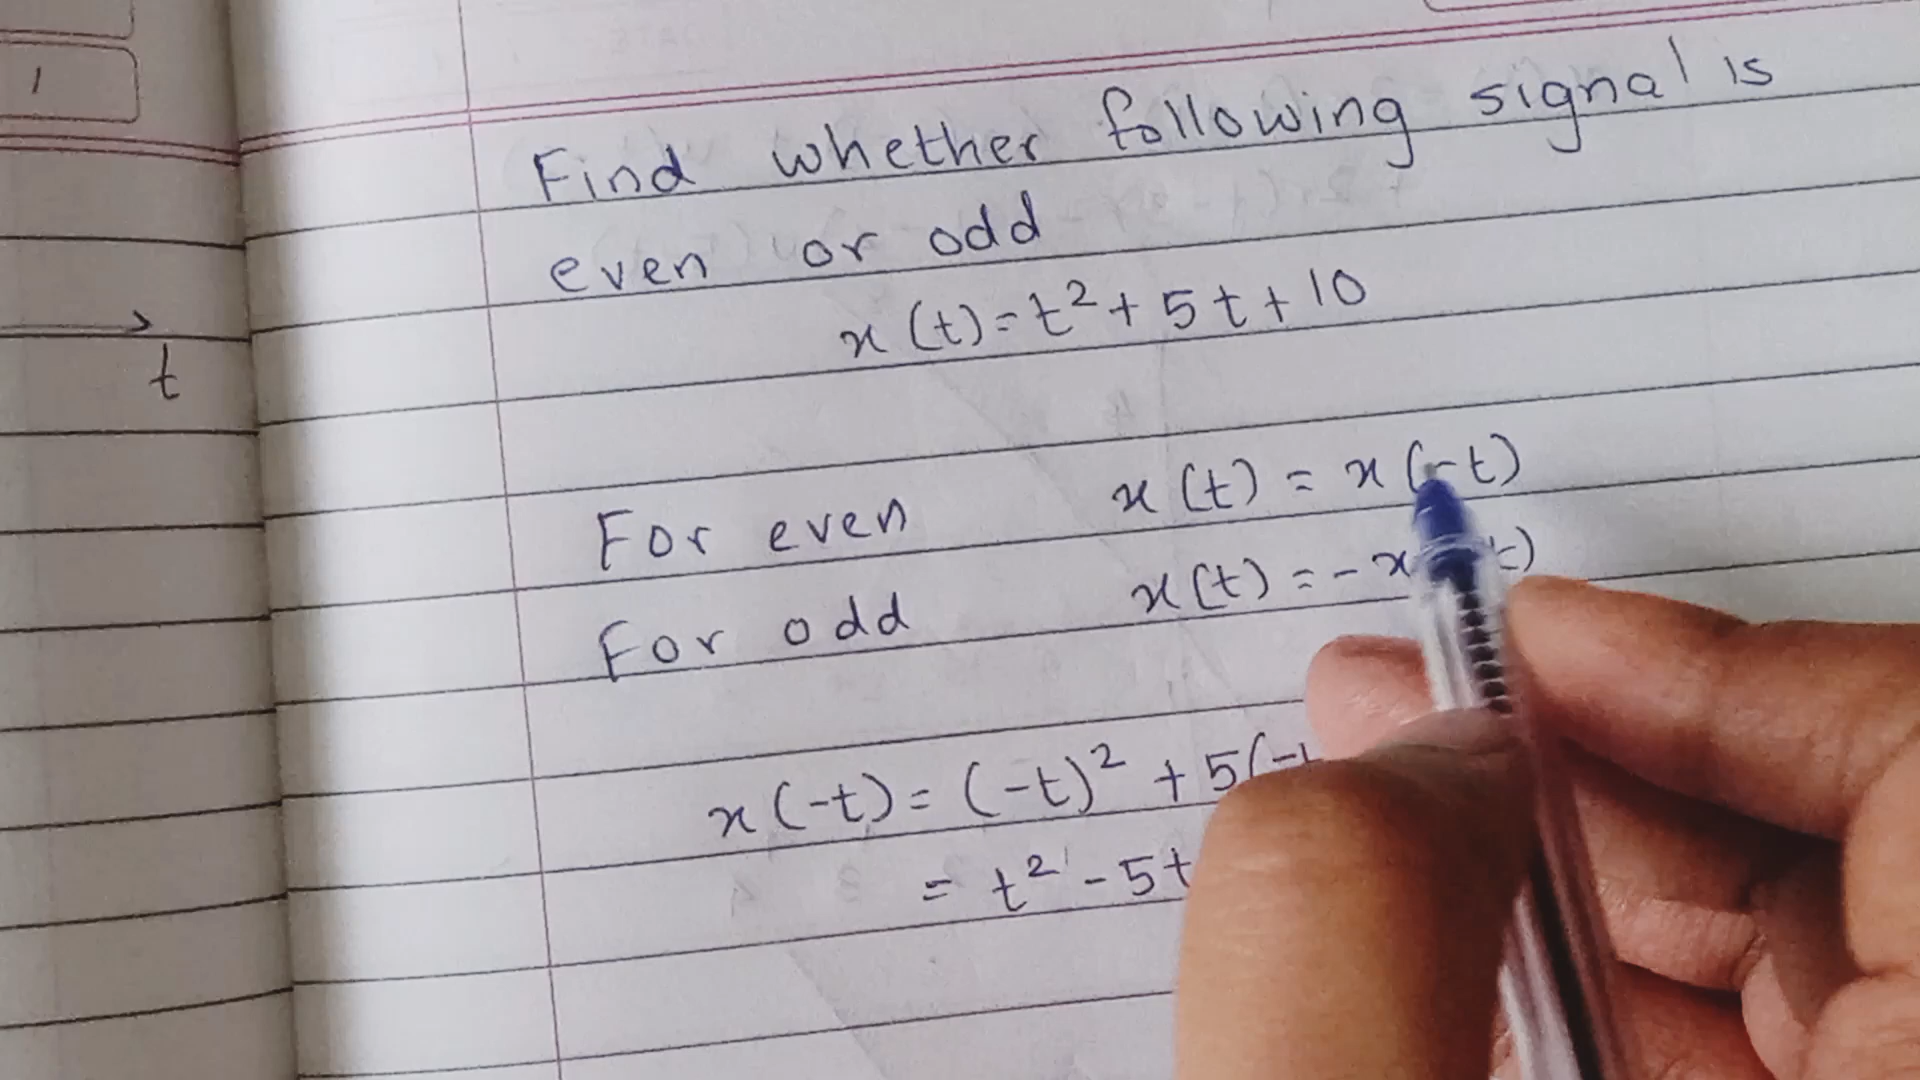 1
t
Find whether following signal is
even or odd
x(t)=t²+5t+10
For even x(t) = x(-t)
For odd x(t) = -x t)
x(-t)= (-t)² + 5(-t
= t² - 5t